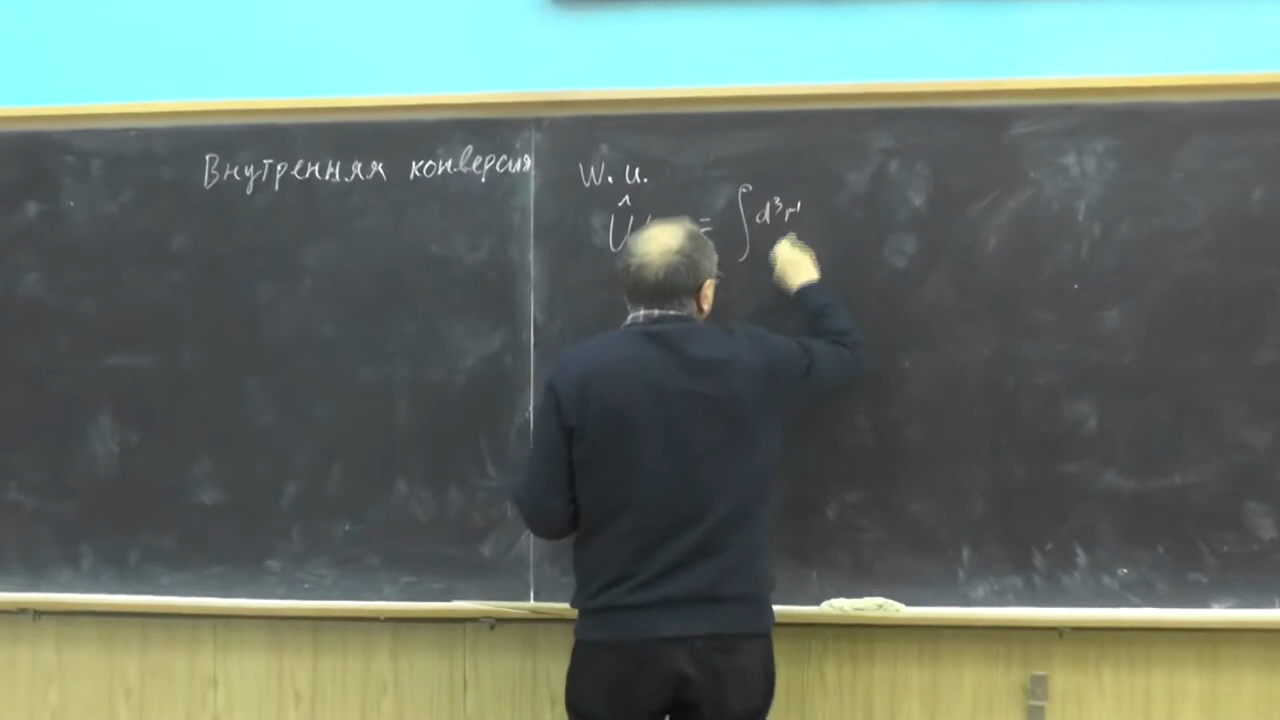 Внутренняя конверсия
W. u.
Û = ∫ d³r'